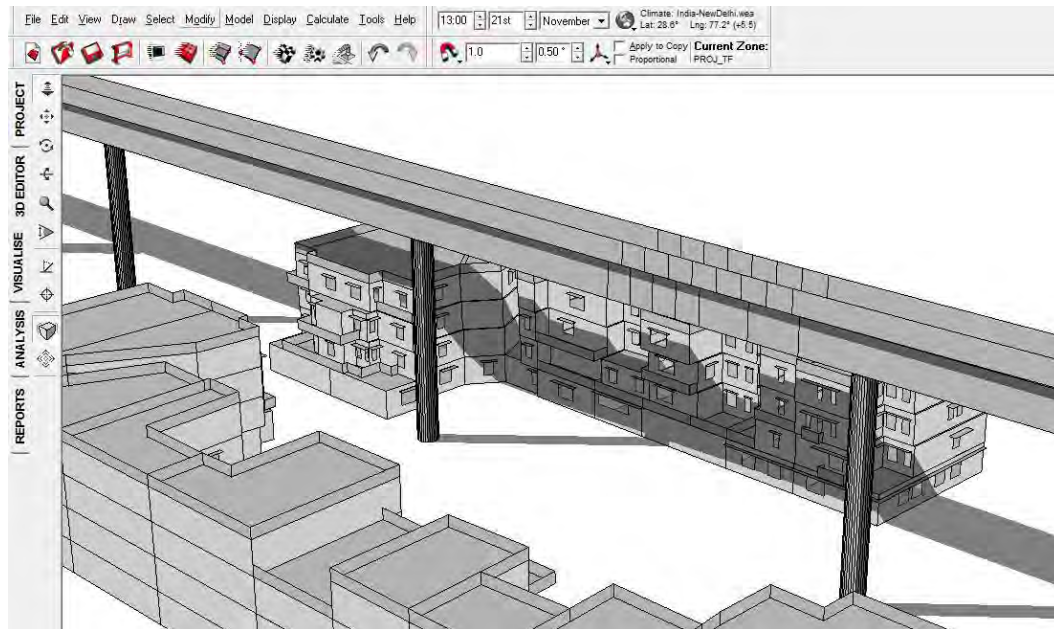 File Edit View Draw Select Modify Model Display Calculate Tools Help
13:00 21st November Climate: India-NewDelhi.wea
Lat: 28.6° Lng: 77.2° (+5.5)
1.0 0.50 ° Apply to Copy Current Zone:
Proportional PROJ_TF
PROJECT
3D EDITOR
VISUALISE
ANALYSIS
REPORTS